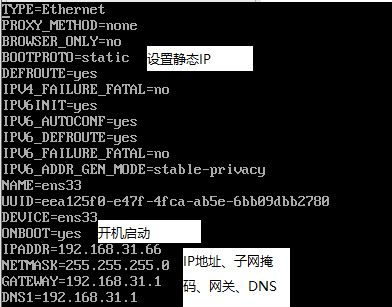 TYPE=Ethernet
PROXY_METHOD=none
BROWSER_ONLY=no
BOOTPROTO=static 设置静态IP
DEFROUTE=yes
IPV4_FAILURE_FATAL=no
IPV6INIT=yes
IPV6_AUTOCONF=yes
IPV6_DEFROUTE=yes
IPV6_FAILURE_FATAL=no
IPV6_ADDR_GEN_MODE=stable-privacy
NAME=ens33
UUID=eea125f0-e47f-4fca-ab5e-6bb09dbb2780
DEVICE=ens33
ONBOOT=yes 开机启动
IPADDR=192.168.31.66
NETMASK=255.255.255.0 IP地址、子网掩
GATEWAY=192.168.31.1 码、网关、DNS
DNS1=192.168.31.1